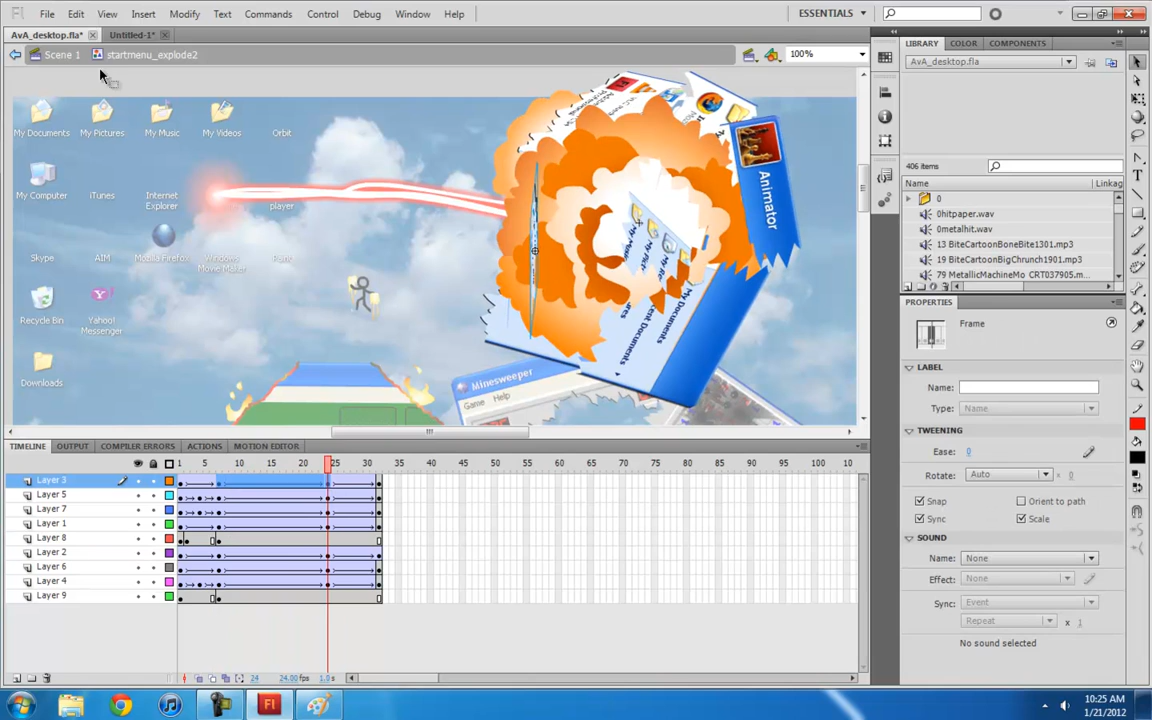 Fl File Edit View Insert Modify Text Commands Control Debug Window Help ESSENTIALS
AvA_desktop.fla* Untitled-1*
Scene 1 startmenu_explode2 100%
My Documents My Pictures My Music My Videos Orbit
My Computer iTunes Internet Explorer player
Skype AIM Mozilla Firefox Windows Movie Maker Paint
Recycle Bin Yahoo! Messenger
Downloads
Animator
My Documents
Minesweeper
Game Help
LIBRARY COLOR COMPONENTS
AvA_desktop.fla
406 items
Name Linkag
0
0hitpaper.wav
0metalhit.wav
13 BiteCartoonBoneBite1301.mp3
19 BiteCartoonBigChrunch1901.mp3
79 MetallicMachineMo CRT037905.m...
PROPERTIES
Frame
LABEL
Name:
Type: Name
TWEENING
Ease: 0
Rotate: Auto x 0
Snap Orient to path
Sync Scale
SOUND
Name: None
Effect: None
Sync: Event
Repeat x 1
No sound selected
TIMELINE OUTPUT COMPILER ERRORS ACTIONS MOTION EDITOR
1 5 10 15 20 25 30 35 40 45 50 55 60 65 70 75 80 85 90 95 100 10
Layer 3
Layer 5
Layer 7
Layer 1
Layer 8
Layer 2
Layer 6
Layer 4
Layer 9
24 24.00 fps 1.0 s
Fl
10:25 AM
1/21/2012